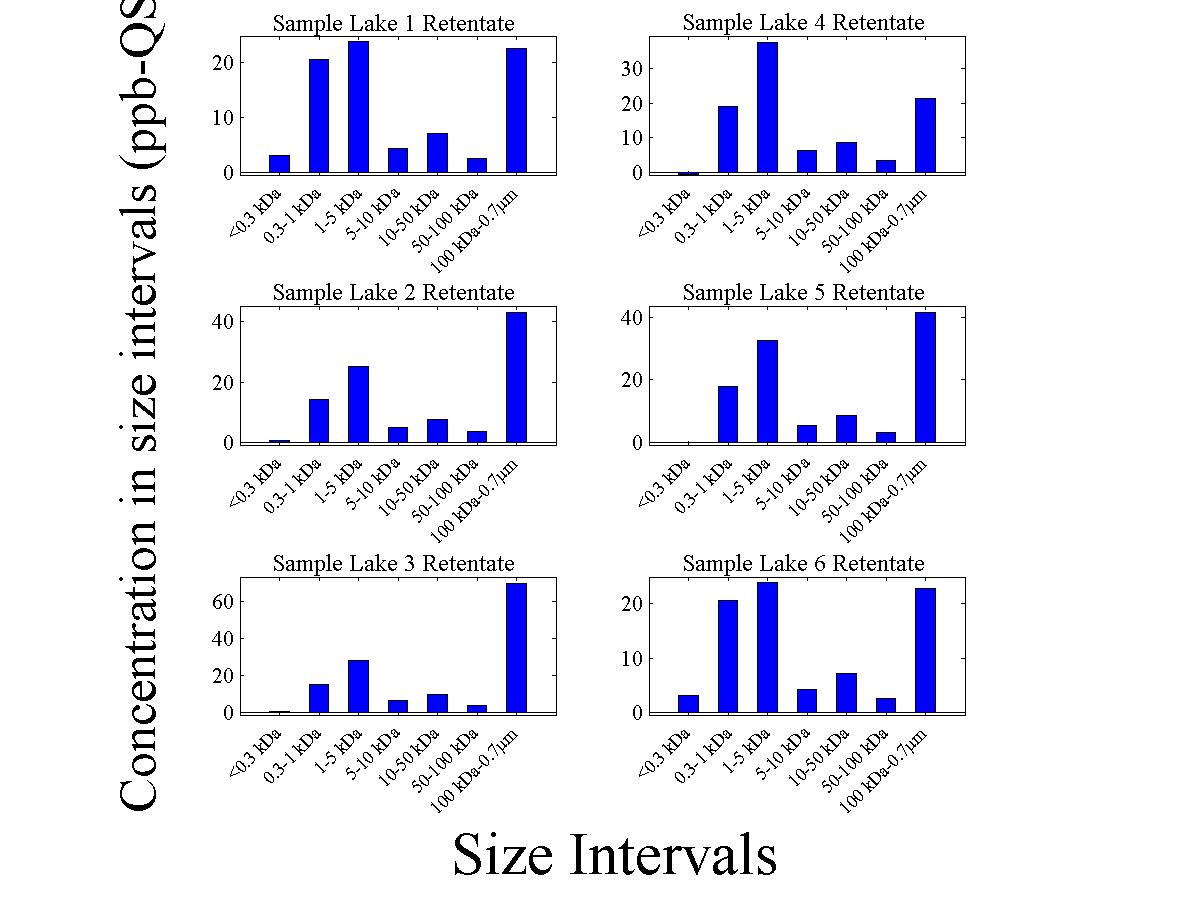 Concentration in size intervals (ppb-QS
Sample Lake 1 Retentate
20
10
0
<0.3 kDa
0.3-1 kDa
1-5 kDa
5-10 kDa
10-50 kDa
50-100 kDa
100 kDa-0.7µm
Sample Lake 4 Retentate
30
20
10
0
<0.3 kDa
0.3-1 kDa
1-5 kDa
5-10 kDa
10-50 kDa
50-100 kDa
100 kDa-0.7µm
Sample Lake 2 Retentate
40
20
0
<0.3 kDa
0.3-1 kDa
1-5 kDa
5-10 kDa
10-50 kDa
50-100 kDa
100 kDa-0.7µm
Sample Lake 5 Retentate
40
20
0
<0.3 kDa
0.3-1 kDa
1-5 kDa
5-10 kDa
10-50 kDa
50-100 kDa
100 kDa-0.7µm
Sample Lake 3 Retentate
60
40
20
0
<0.3 kDa
0.3-1 kDa
1-5 kDa
5-10 kDa
10-50 kDa
50-100 kDa
100 kDa-0.7µm
Sample Lake 6 Retentate
20
10
0
<0.3 kDa
0.3-1 kDa
1-5 kDa
5-10 kDa
10-50 kDa
50-100 kDa
100 kDa-0.7µm
Size Intervals